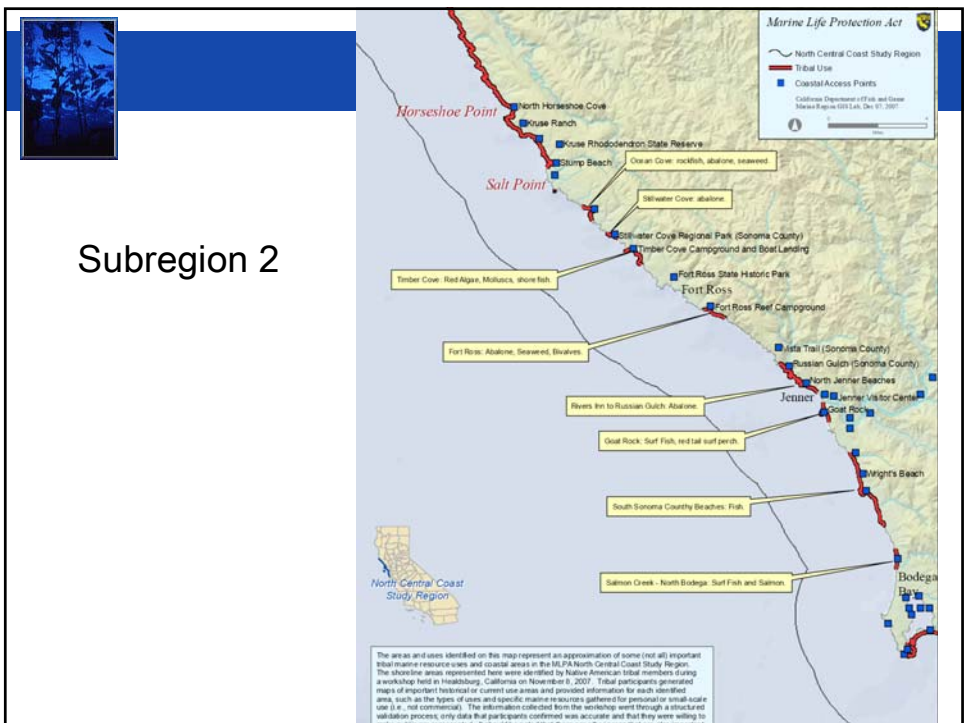 Subregion 2
Marine Life Protection Act
North Central Coast Study Region
Tribal Use
Coastal Access Points
California Department of Fish and Game
Marine Region GIS Lab, Dec 07, 2007
Horseshoe Point
North Horseshoe Cove
Kruse Ranch
Kruse Rhododendron State Reserve
Stump Beach
Ocean Cove: rockfish, abalone, seaweed.
Salt Point
Stillwater Cove: abalone.
Stillwater Cove Regional Park (Sonoma County)
Timber Cove Campground and Boat Landing
Timber Cove: Red Algae, Molluscs, shore fish.
Fort Ross State Historic Park
Fort Ross
Fort Ross Reef Campground
Fort Ross: Abalone, Seaweed, Bivalves.
Vista Trail (Sonoma County)
Russian Gulch (Sonoma County)
North Jenner Beaches
Jenner
Jenner Visitor Center
Rivers Inn to Russian Gulch: Abalone.
Goat Rock
Goat Rock: Surf Fish, red tail surf perch.
Wright's Beach
South Sonoma Counthy Beaches: Fish.
Salmon Creek - North Bodega: Surf Fish and Salmon.
Bodega
Bay
North Central Coast
Study Region
The areas and uses identified on this map represent an approximation of some (not all) important
tribal marine resource uses and coastal areas in the MLPA North Central Coast Study Region.
The shoreline areas represented here were identified by Native American tribal members during
a workshop held in Healdsburg, California on November 8, 2007. Tribal participants generated
maps of important historical or current use areas and provided information for each identified
area, such as the types of uses and specific marine resources gathered for personal or small-scale
use (i.e., not commercial). The information collected from the workshop went through a structured
validation process; only data that participants confirmed was accurate and that they were willing to